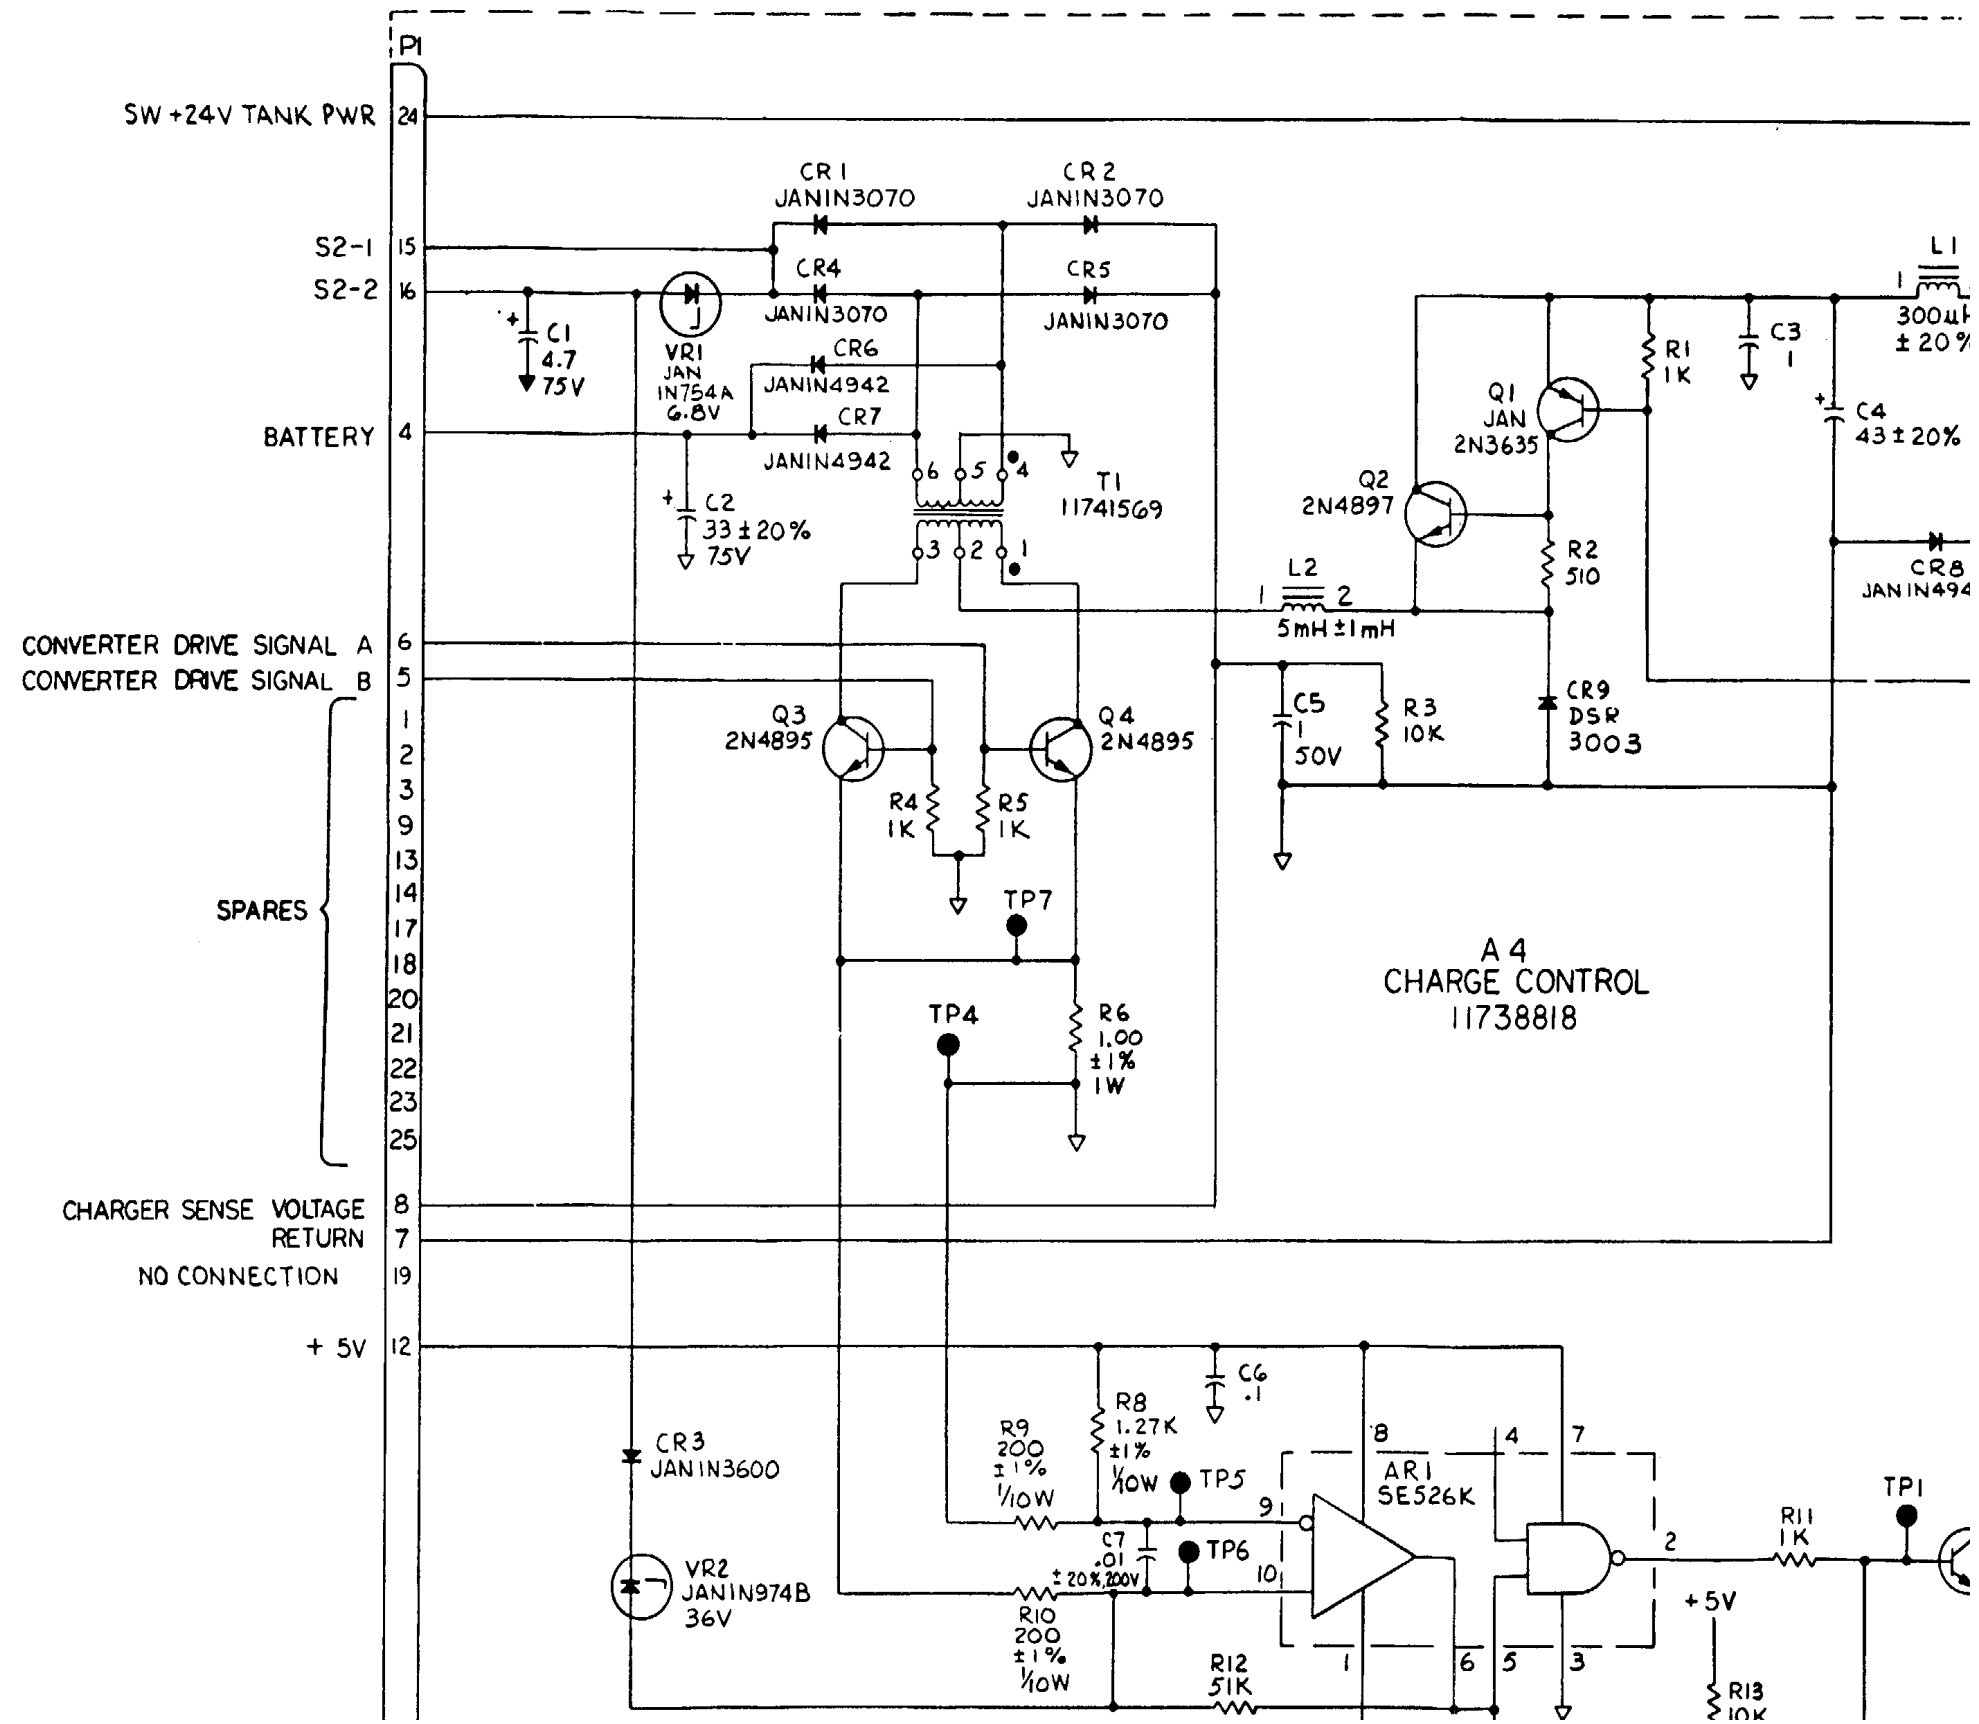 P1
SW +24V TANK PWR 24
CR1
JAN1N3070
CR2
JAN1N3070
S2-1 15
S2-2 16
CR4
JAN1N3070
CR5
JAN1N3070
L1
1
300µH
±20%
+
C1
4.7
75V
VR1
JAN
1N754A
6.8V
CR6
JAN1N4942
CR7
JAN1N4942
BATTERY 4
R1
1K
C3
1
Q1
JAN
2N3635
+
C4
43±20%
6 5 4
T1
11741569
+
C2
33±20%
75V
Q2
2N4897
3 2 1
R2
510
CR8
JAN1N494
L2
1 2
5mH±1mH
CONVERTER DRIVE SIGNAL A 6
CONVERTER DRIVE SIGNAL B 5
SPARES
1
2
3
9
13
14
17
18
20
21
22
23
25
Q3
2N4895
Q4
2N4895
C5
1
50V
R3
10K
CR9
DSR
3003
R4
1K
R5
1K
TP7
TP4
R6
1.00
±1%
1W
A4
CHARGE CONTROL
11738818
CHARGER SENSE VOLTAGE 8
RETURN 7
NO CONNECTION 19
+ 5V 12
C6
.1
R8
1.27K
±1%
1/10W
R9
200
±1%
1/10W
CR3
JAN1N3600
TP5
8
4
7
AR1
SE526K
9
C7
.01
±20%,200V
TP6
10
2
R11
1K
TP1
VR2
JAN1N974B
36V
R10
200
±1%
1/10W
+5V
1
6
5
3
R12
51K
R13
10K